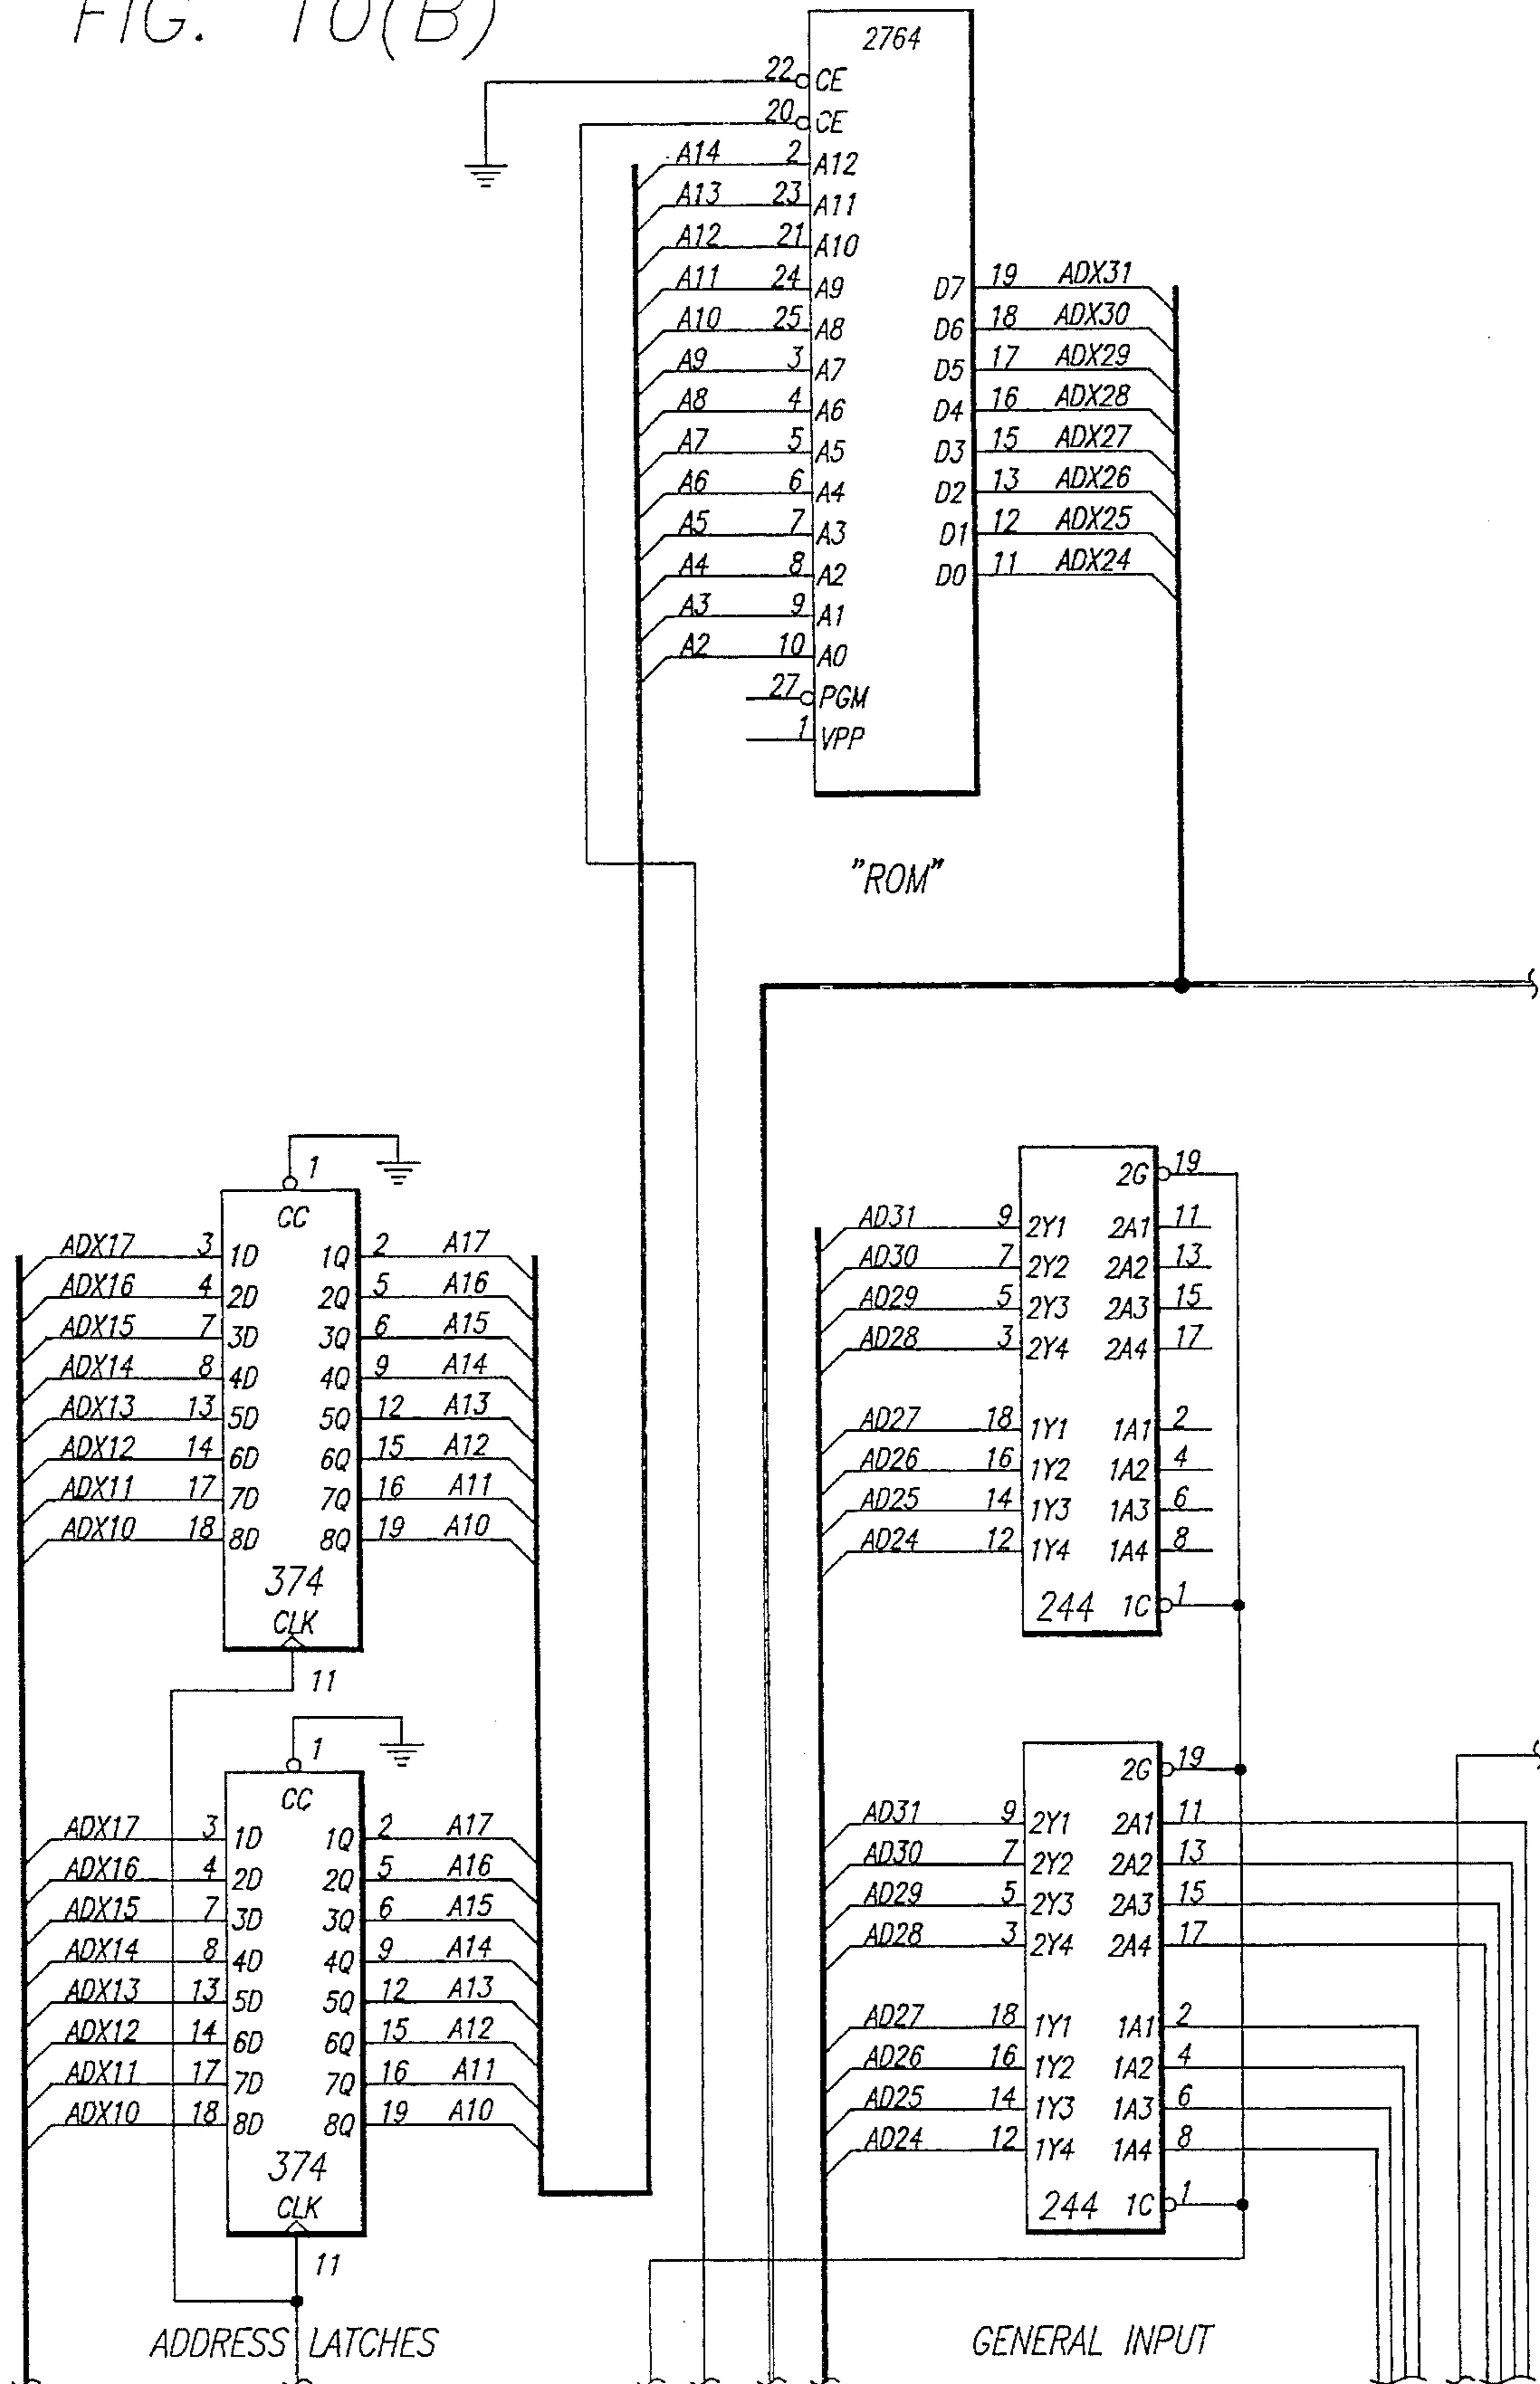 FIG. 10(B)
2764
22 CE
20 CE
A14 2 A12
A13 23 A11
A12 21 A10
A11 24 A9 D7 19 ADX31
A10 25 A8 D6 18 ADX30
A9 3 A7 D5 17 ADX29
A8 4 A6 D4 16 ADX28
A7 5 A5 D3 15 ADX27
A6 6 A4 D2 13 ADX26
A5 7 A3 D1 12 ADX25
A4 8 A2 D0 11 ADX24
A3 9 A1
A2 10 A0
27 PGM
1 VPP
"ROM"
1
CC
ADX17 3 1D 1Q 2 A17
ADX16 4 2D 2Q 5 A16
ADX15 7 3D 3Q 6 A15
ADX14 8 4D 4Q 9 A14
ADX13 13 5D 5Q 12 A13
ADX12 14 6D 6Q 15 A12
ADX11 17 7D 7Q 16 A11
ADX10 18 8D 8Q 19 A10
374
CLK
11
1
CC
ADX17 3 1D 1Q 2 A17
ADX16 4 2D 2Q 5 A16
ADX15 7 3D 3Q 6 A15
ADX14 8 4D 4Q 9 A14
ADX13 13 5D 5Q 12 A13
ADX12 14 6D 6Q 15 A12
ADX11 17 7D 7Q 16 A11
ADX10 18 8D 8Q 19 A10
374
CLK
11
ADDRESS LATCHES
2G 19
AD31 9 2Y1 2A1 11
AD30 7 2Y2 2A2 13
AD29 5 2Y3 2A3 15
AD28 3 2Y4 2A4 17
AD27 18 1Y1 1A1 2
AD26 16 1Y2 1A2 4
AD25 14 1Y3 1A3 6
AD24 12 1Y4 1A4 8
244 1C 1
2G 19
AD31 9 2Y1 2A1 11
AD30 7 2Y2 2A2 13
AD29 5 2Y3 2A3 15
AD28 3 2Y4 2A4 17
AD27 18 1Y1 1A1 2
AD26 16 1Y2 1A2 4
AD25 14 1Y3 1A3 6
AD24 12 1Y4 1A4 8
244 1C 1
GENERAL INPUT